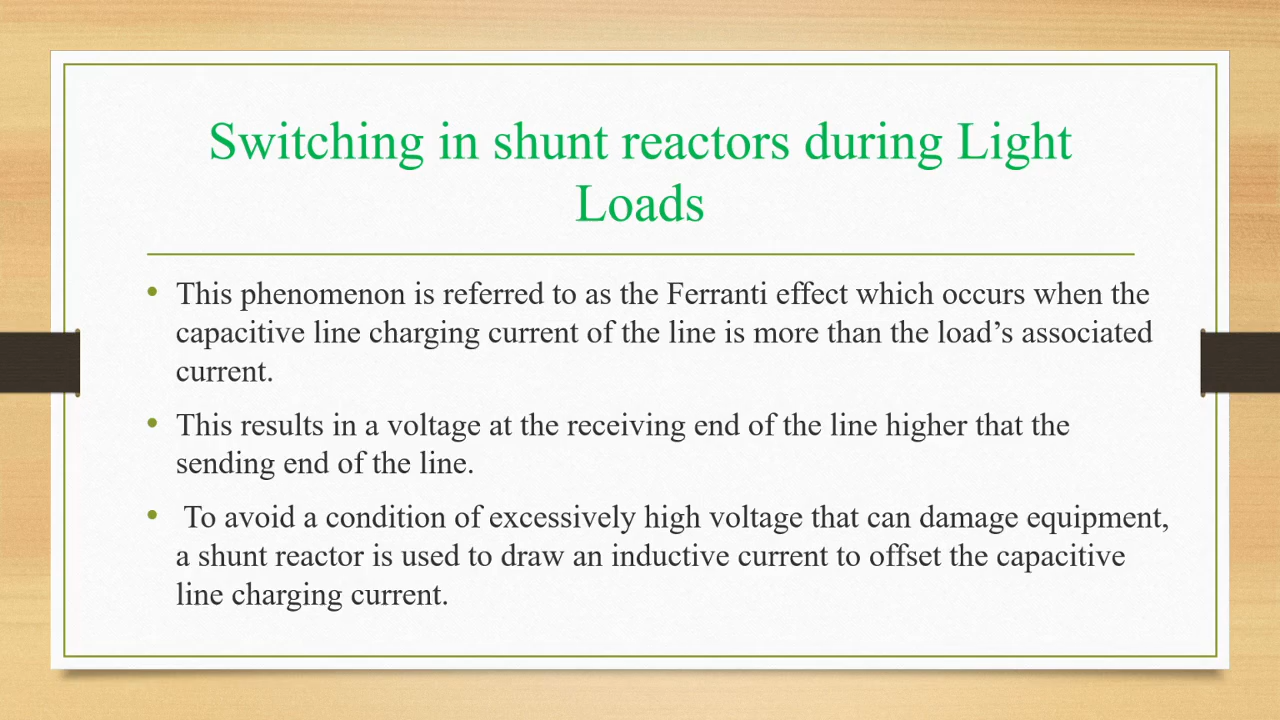 Switching in shunt reactors during Light
Loads
• This phenomenon is referred to as the Ferranti effect which occurs when the
capacitive line charging current of the line is more than the load’s associated
current.
• This results in a voltage at the receiving end of the line higher that the
sending end of the line.
• To avoid a condition of excessively high voltage that can damage equipment,
a shunt reactor is used to draw an inductive current to offset the capacitive
line charging current.